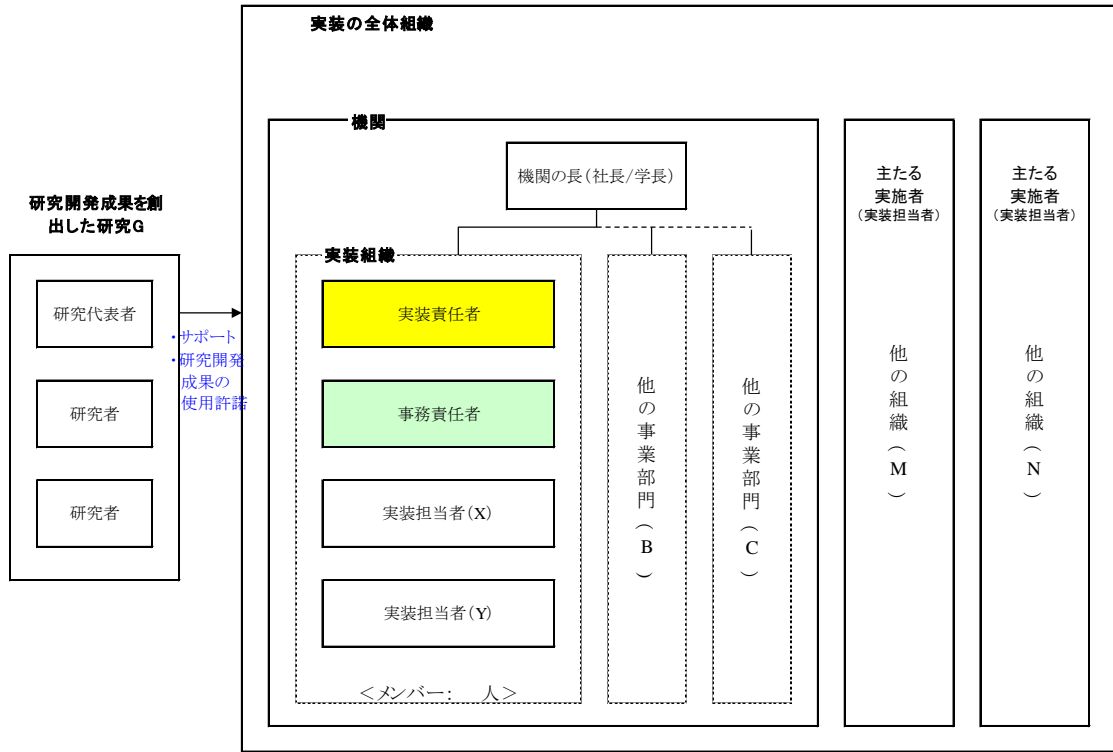 実装の全体組織
機関
機関の長(社長/学長)
研究開発成果を創
出した研究G
研究代表者
研究者
研究者
・サポート
・研究開発
成果の
使用許諾
実装組織
実装責任者
事務責任者
実装担当者(X)
実装担当者(Y)
<メンバー: 人>
他の事業部門(B)
他の事業部門(C)
主たる
実施者
(実装担当者)
他の組織(M)
主たる
実施者
(実装担当者)
他の組織(N)